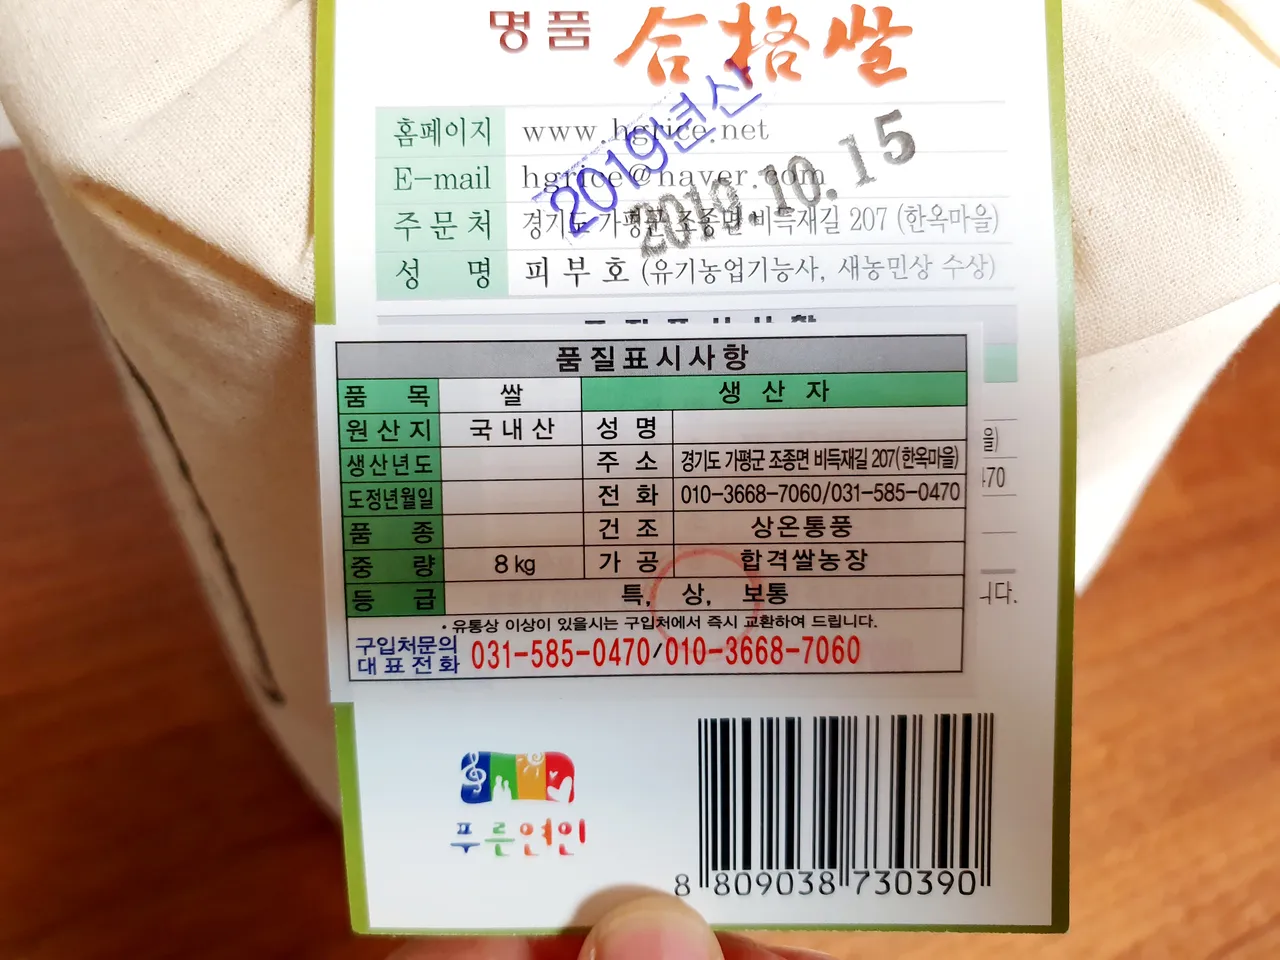 명품 合格쌀
홈페이지 www.hgrice.net
E-mail hgrice@naver.com
주문처 경기도 가평군 조종면 비득재길 207 (한옥마을)
성 명 피부호 (유기농업기능사, 새농민상 수상)
2019년산
2019.10.15
품질표시사항
품 목 쌀 생 산 자
원산지 국내산 성 명
생산년도 주 소 경기도 가평군 조종면 비득재길 207(한옥마을)
도정년월일 전 화 010-3668-7060/031-585-0470
품 종 건 조 상온통풍
중 량 8kg 가 공 합격쌀농장
등 급 특, 상, 보통
• 유통상 이상이 있을시는 구입처에서 즉시 교환하여 드립니다.
구입처문의
대표전화 031-585-0470/010-3668-7060
을)
470
니다.
푸른연인
8 809038 730390